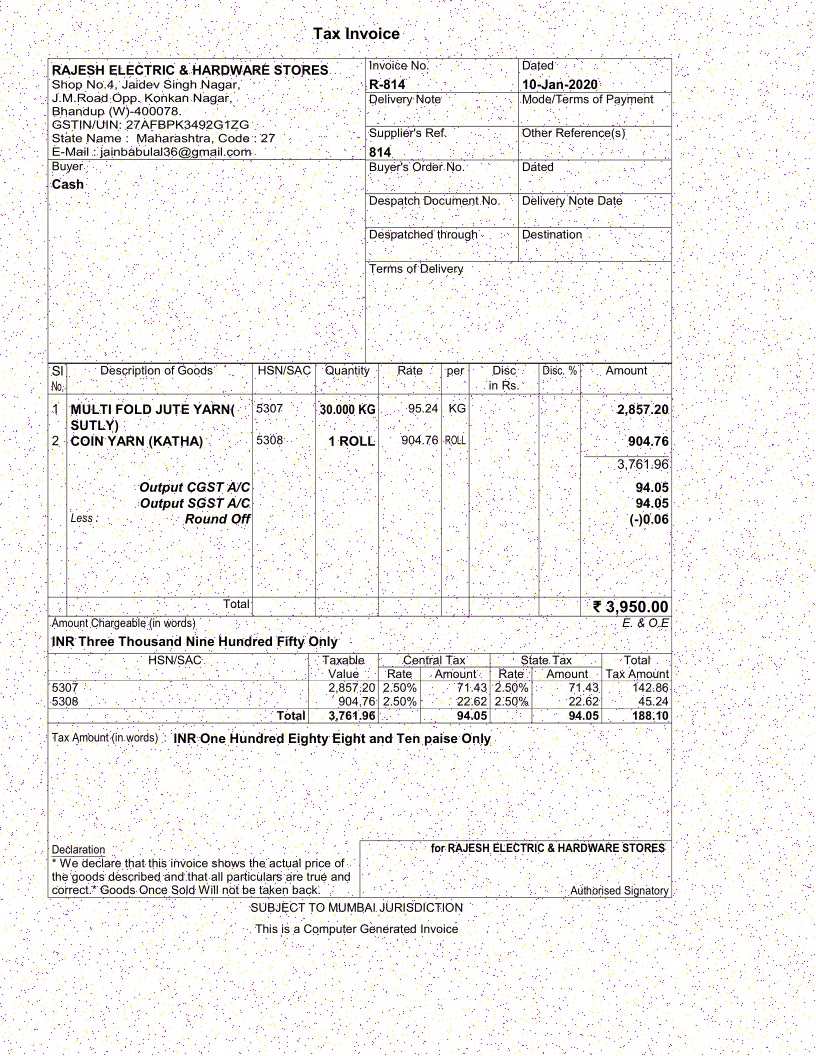 Tax Invoice
RAJESH ELECTRIC & HARDWARE STORES
Shop No.4, Jaidev Singh Nagar,
J.M.Road Opp. Konkan Nagar,
Bhandup (W)-400078.
GSTIN/UIN: 27AFBPK3492G1ZG
State Name : Maharashtra, Code : 27
E-Mail : jainbabulal36@gmail.com
Buyer
Cash
Invoice No. Dated
R-814 10-Jan-2020
Delivery Note Mode/Terms of Payment
Supplier's Ref. Other Reference(s)
814
Buyer's Order No. Dated
Despatch Document No. Delivery Note Date
Despatched through Destination
Terms of Delivery
Sl Description of Goods HSN/SAC Quantity Rate per Disc Disc. % Amount
No. in Rs.
1 MULTI FOLD JUTE YARN( 5307 30.000 KG 95.24 KG 2,857.20
SUTLY)
2 COIN YARN (KATHA) 5308 1 ROLL 904.76 ROLL 904.76
3,761.96
Output CGST A/C 94.05
Output SGST A/C 94.05
Less : Round Off (-)0.06
Total ₹ 3,950.00
Amount Chargeable (in words) E. & O.E
INR Three Thousand Nine Hundred Fifty Only
HSN/SAC Taxable Central Tax State Tax Total
Value Rate Amount Rate Amount Tax Amount
5307 2,857.20 2.50% 71.43 2.50% 71.43 142.86
5308 904.76 2.50% 22.62 2.50% 22.62 45.24
Total 3,761.96 94.05 94.05 188.10
Tax Amount (in words) : INR One Hundred Eighty Eight and Ten paise Only
Declaration
* We declare that this invoice shows the actual price of
the goods described and that all particulars are true and
correct.* Goods Once Sold Will not be taken back.
for RAJESH ELECTRIC & HARDWARE STORES
Authorised Signatory
SUBJECT TO MUMBAI JURISDICTION
This is a Computer Generated Invoice